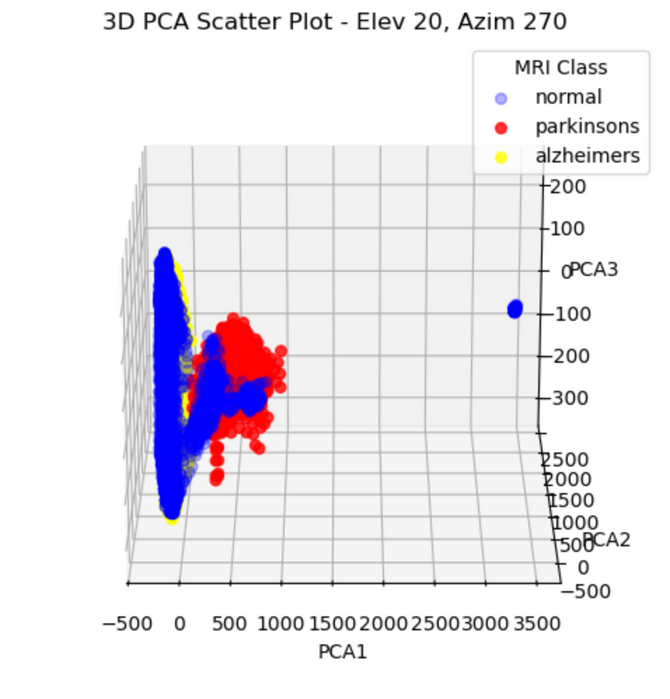 3D PCA Scatter Plot - Elev 20, Azim 270
MRI Class
normal
parkinsons
alzheimers
200
100
0
PCA3
−100
−200
−300
2500
2000
1500
1000
500
PCA2
0
−500
−500 0 500 1000 1500 2000 2500 3000 3500
PCA1